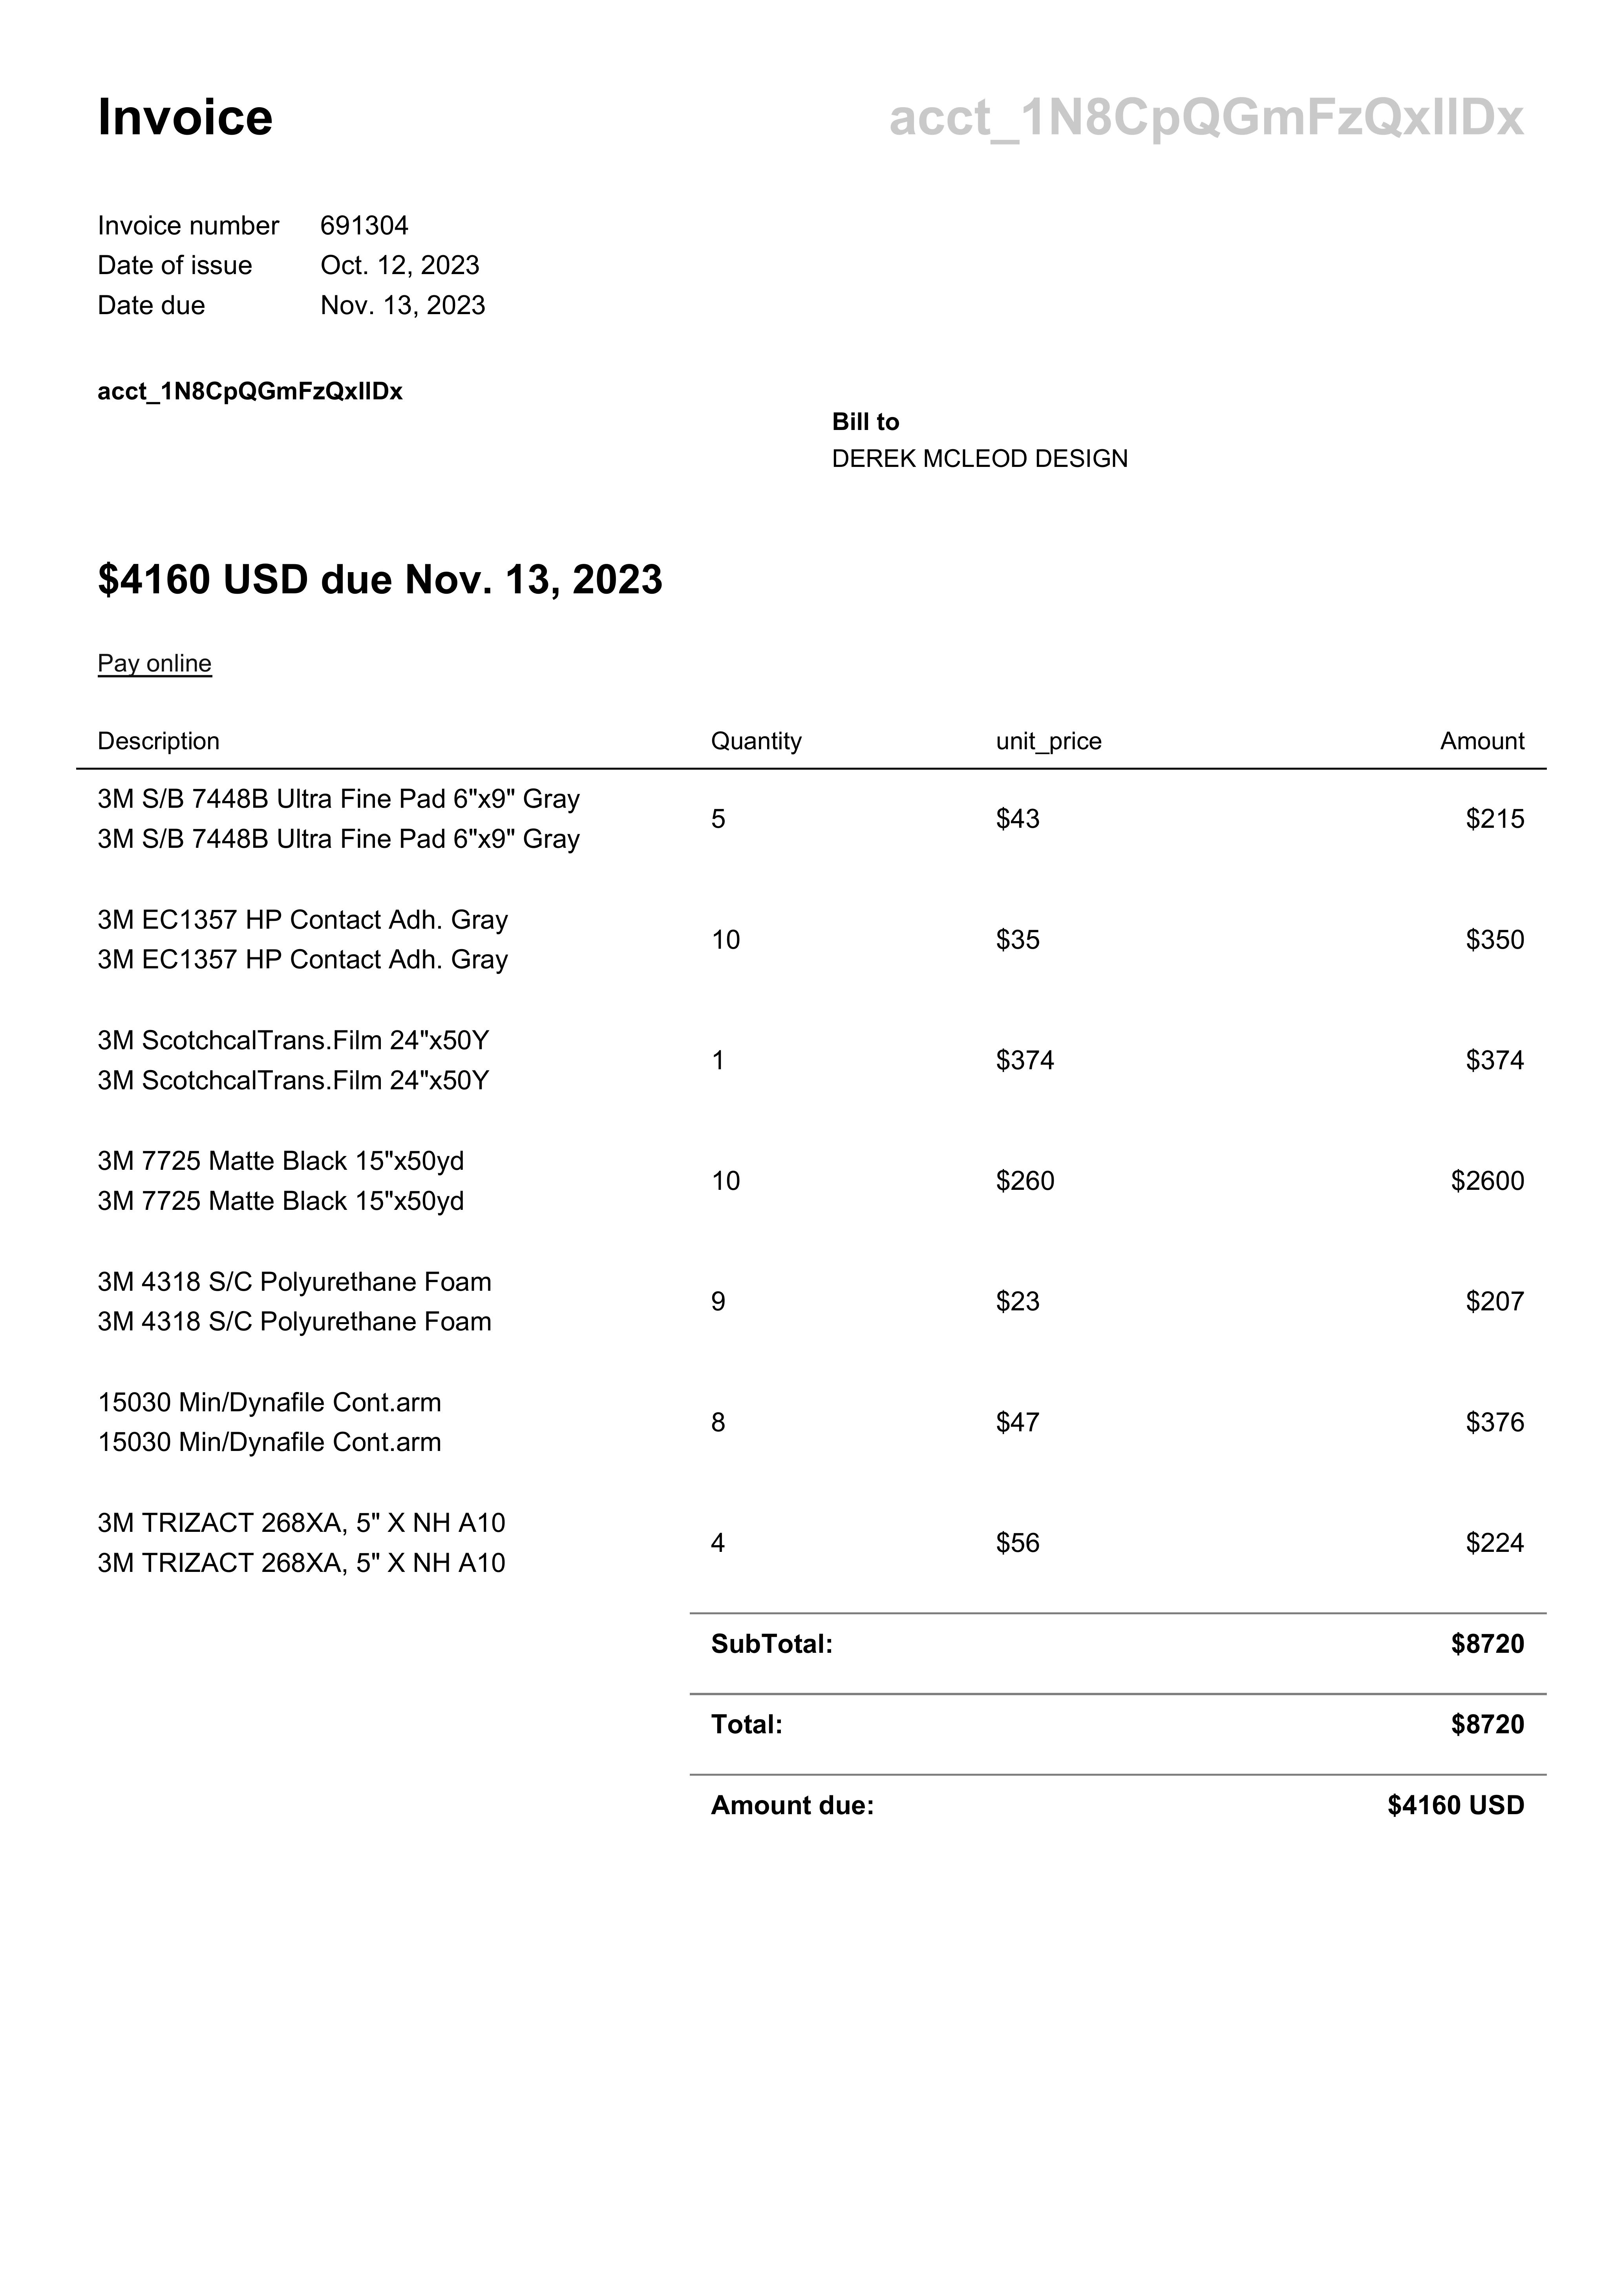 Invoice
acct_1N8CpQGmFzQxIIDx
Invoice number 691304
Date of issue Oct. 12, 2023
Date due Nov. 13, 2023
acct_1N8CpQGmFzQxIIDx
Bill to
DEREK MCLEOD DESIGN
$4160 USD due Nov. 13, 2023
Pay online
Description Quantity unit_price Amount
3M S/B 7448B Ultra Fine Pad 6"x9" Gray
3M S/B 7448B Ultra Fine Pad 6"x9" Gray
5 $43 $215
3M EC1357 HP Contact Adh. Gray
3M EC1357 HP Contact Adh. Gray
10 $35 $350
3M ScotchcalTrans.Film 24"x50Y
3M ScotchcalTrans.Film 24"x50Y
1 $374 $374
3M 7725 Matte Black 15"x50yd
3M 7725 Matte Black 15"x50yd
10 $260 $2600
3M 4318 S/C Polyurethane Foam
3M 4318 S/C Polyurethane Foam
9 $23 $207
15030 Min/Dynafile Cont.arm
15030 Min/Dynafile Cont.arm
8 $47 $376
3M TRIZACT 268XA, 5" X NH A10
3M TRIZACT 268XA, 5" X NH A10
4 $56 $224
SubTotal: $8720
Total: $8720
Amount due: $4160 USD